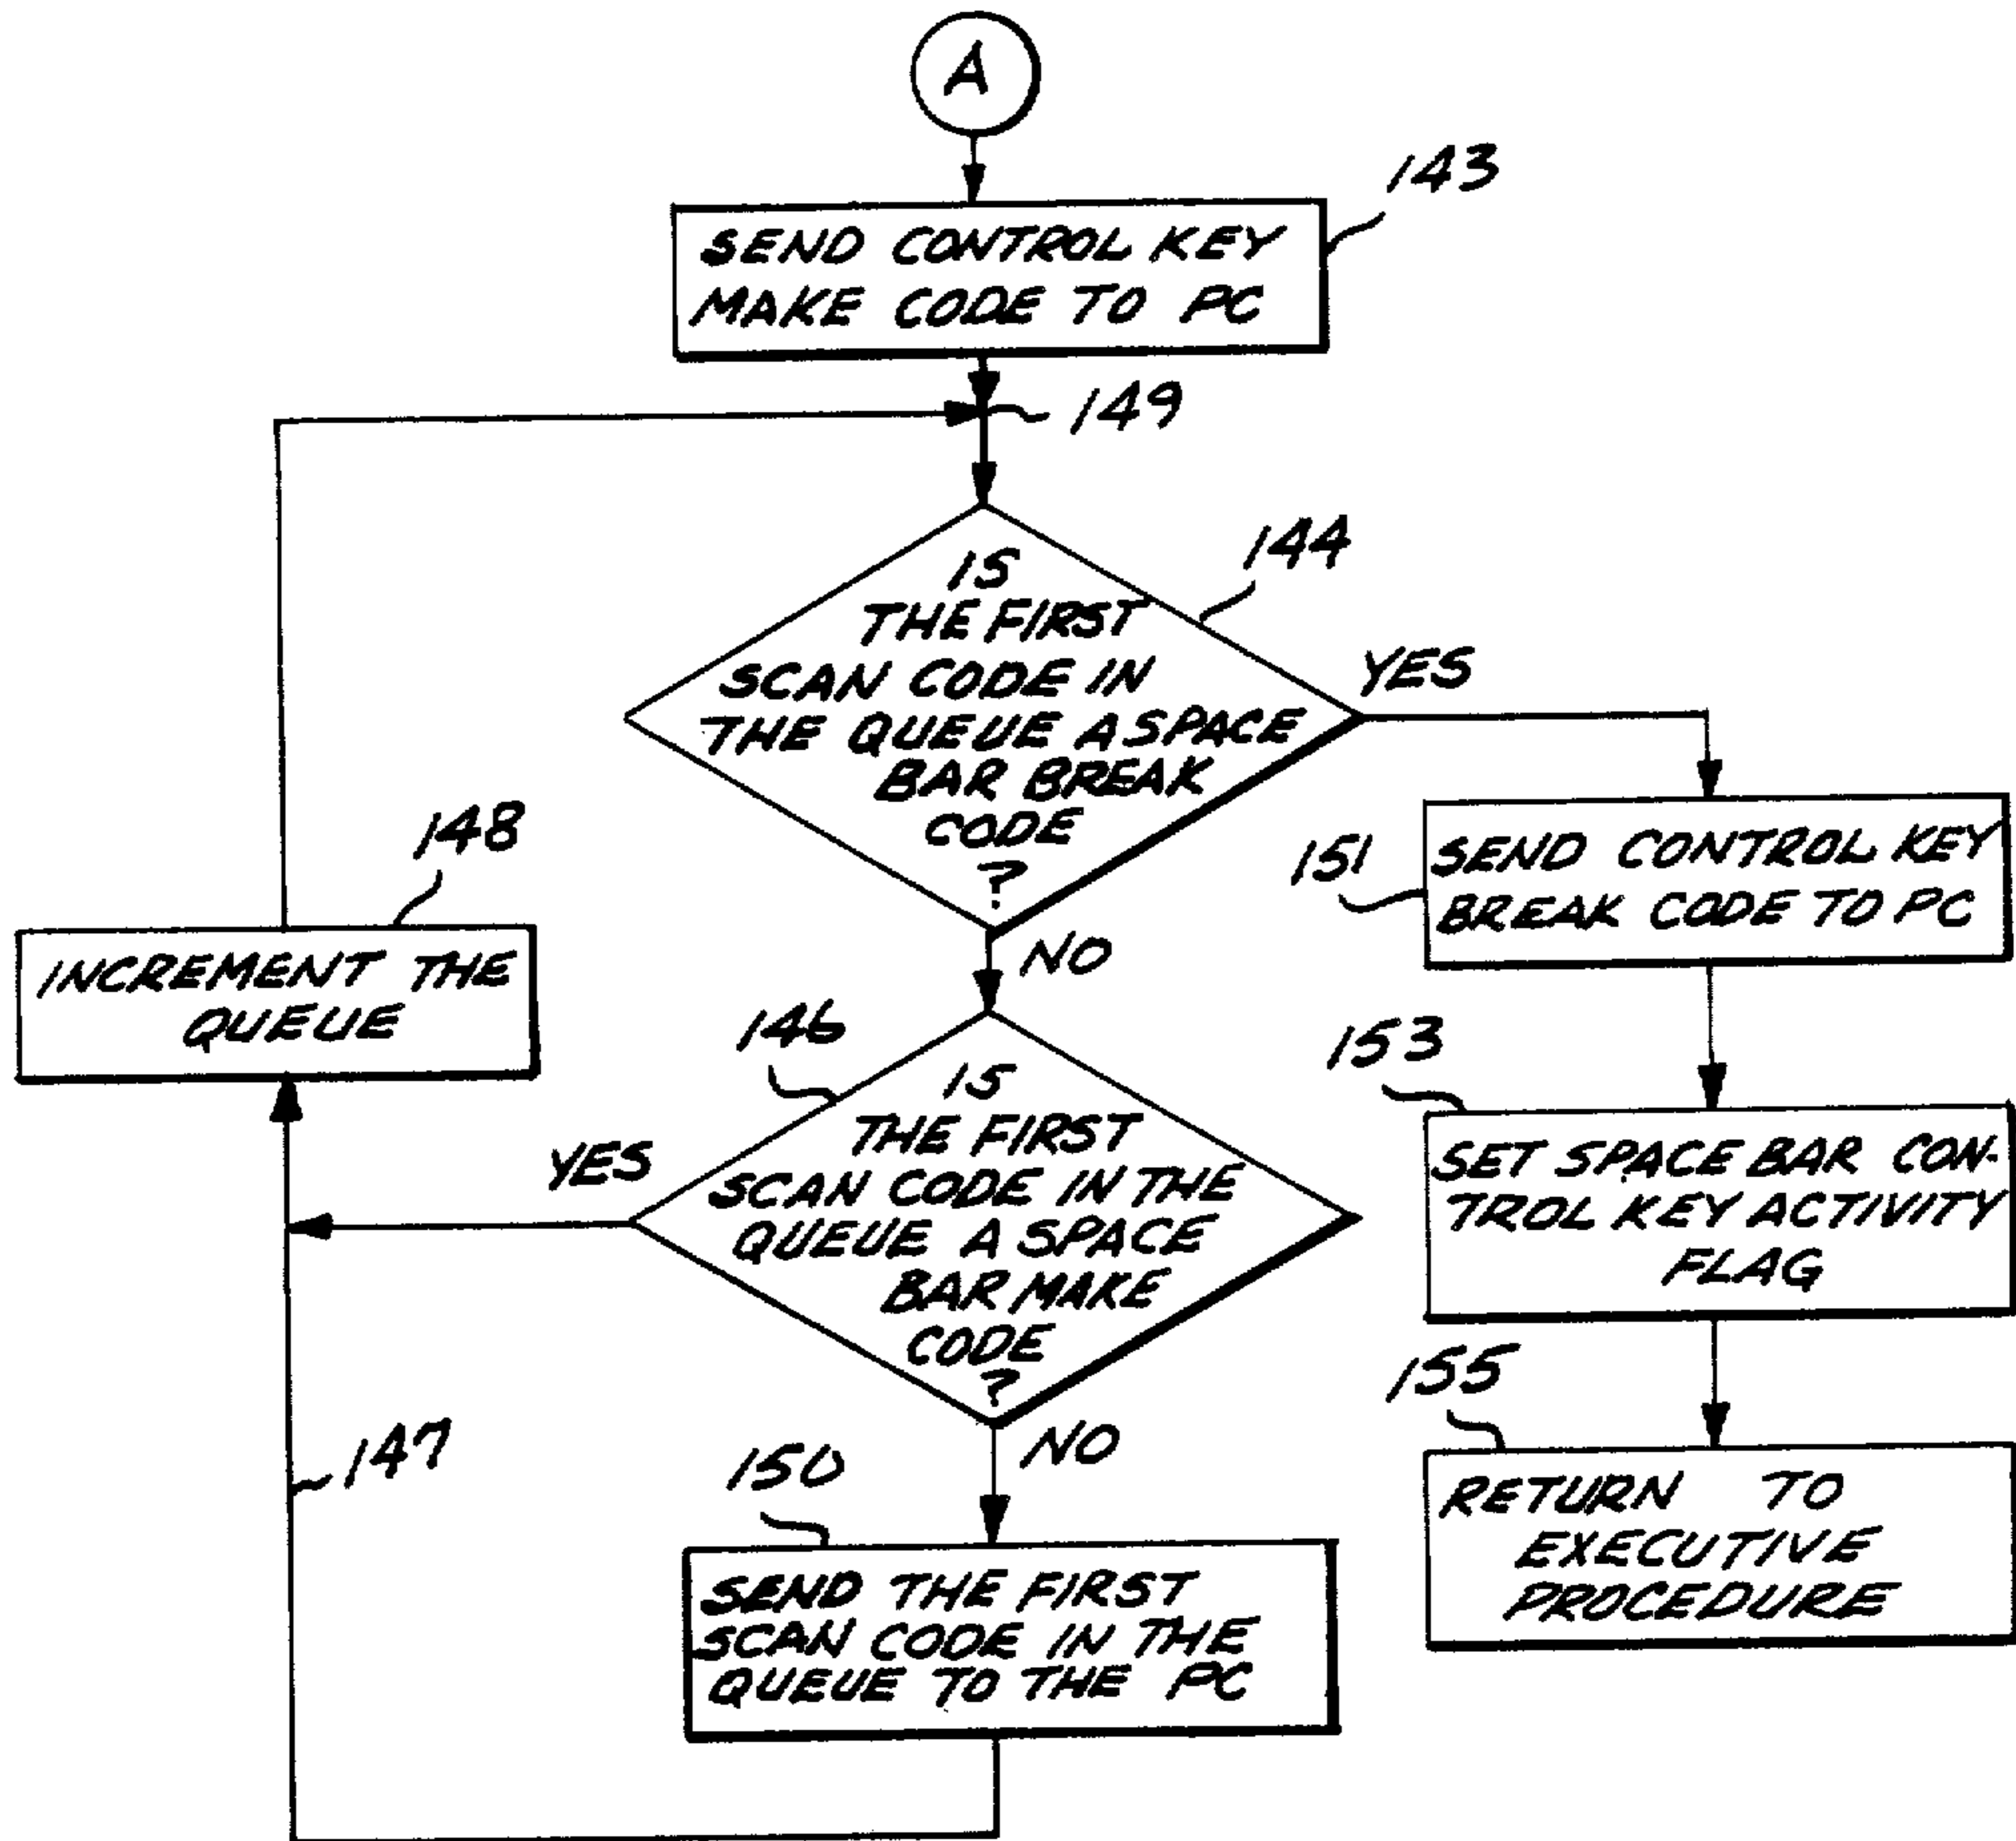 A
143
SEND CONTROL KEY
MAKE CODE TO PC
149
144
IS
THE FIRST
SCAN CODE IN
THE QUEUE A SPACE
BAR BREAK
CODE
?
YES
NO
151
SEND CONTROL KEY
BREAK CODE TO PC
148
INCREMENT THE
QUEUE
146
IS
THE FIRST
SCAN CODE IN THE
QUEUE A SPACE
BAR MAKE
CODE
?
YES
NO
153
SET SPACE BAR CON-
TROL KEY ACTIVITY
FLAG
147
150
SEND THE FIRST
SCAN CODE IN THE
QUEUE TO THE PC
155
RETURN TO
EXECUTIVE
PROCEDURE